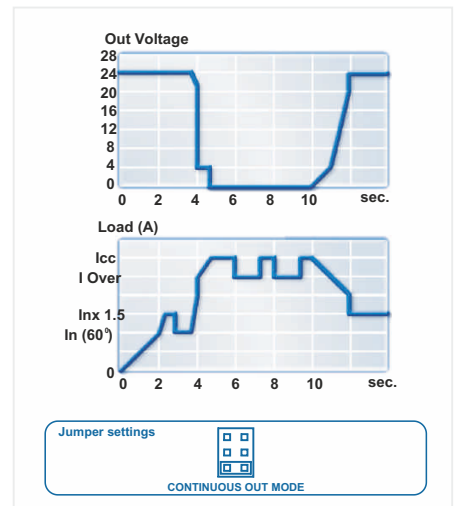 Out Voltage
28
24
20
16
12
8
4
0
0 2 4 6 8 10 sec.
Load (A)
Icc
I Over
Inx 1.5
In (60⁰)
0
0 2 4 6 8 10 sec.
Jumper settings
CONTINUOUS OUT MODE